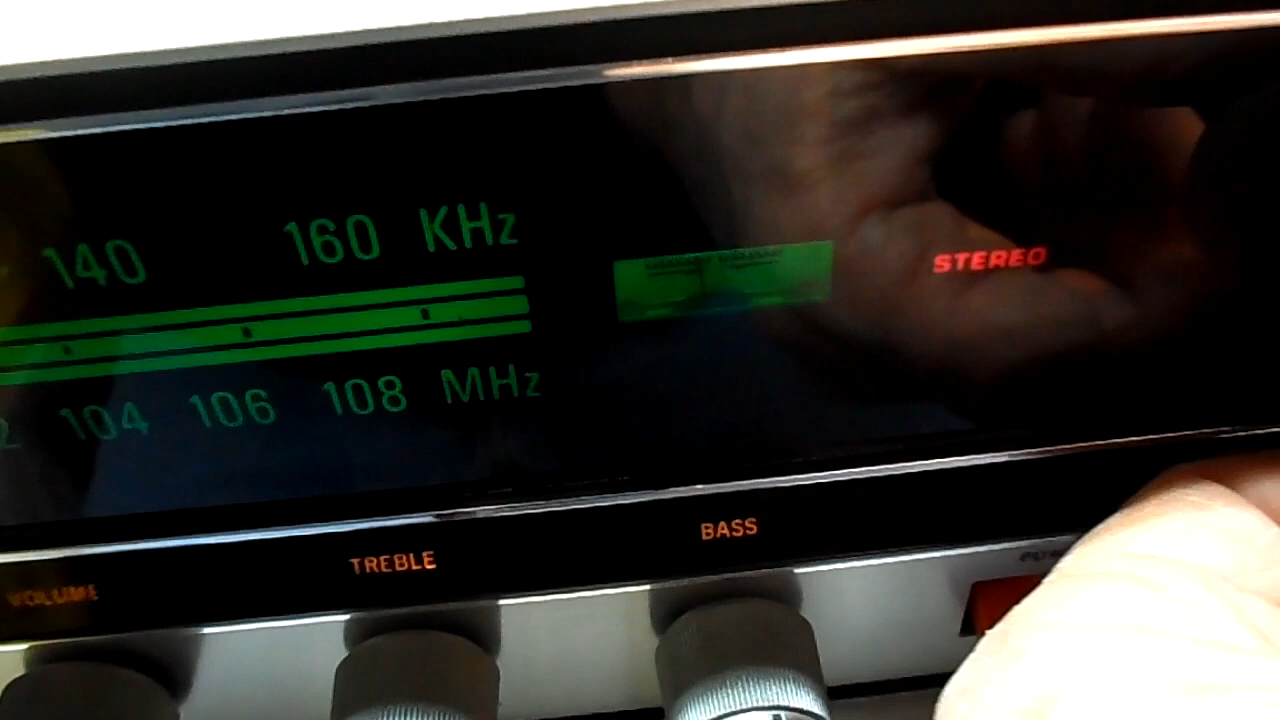 140 160 KHz
STEREO
104 106 108 MHz
BASS
TREBLE
VOLUME